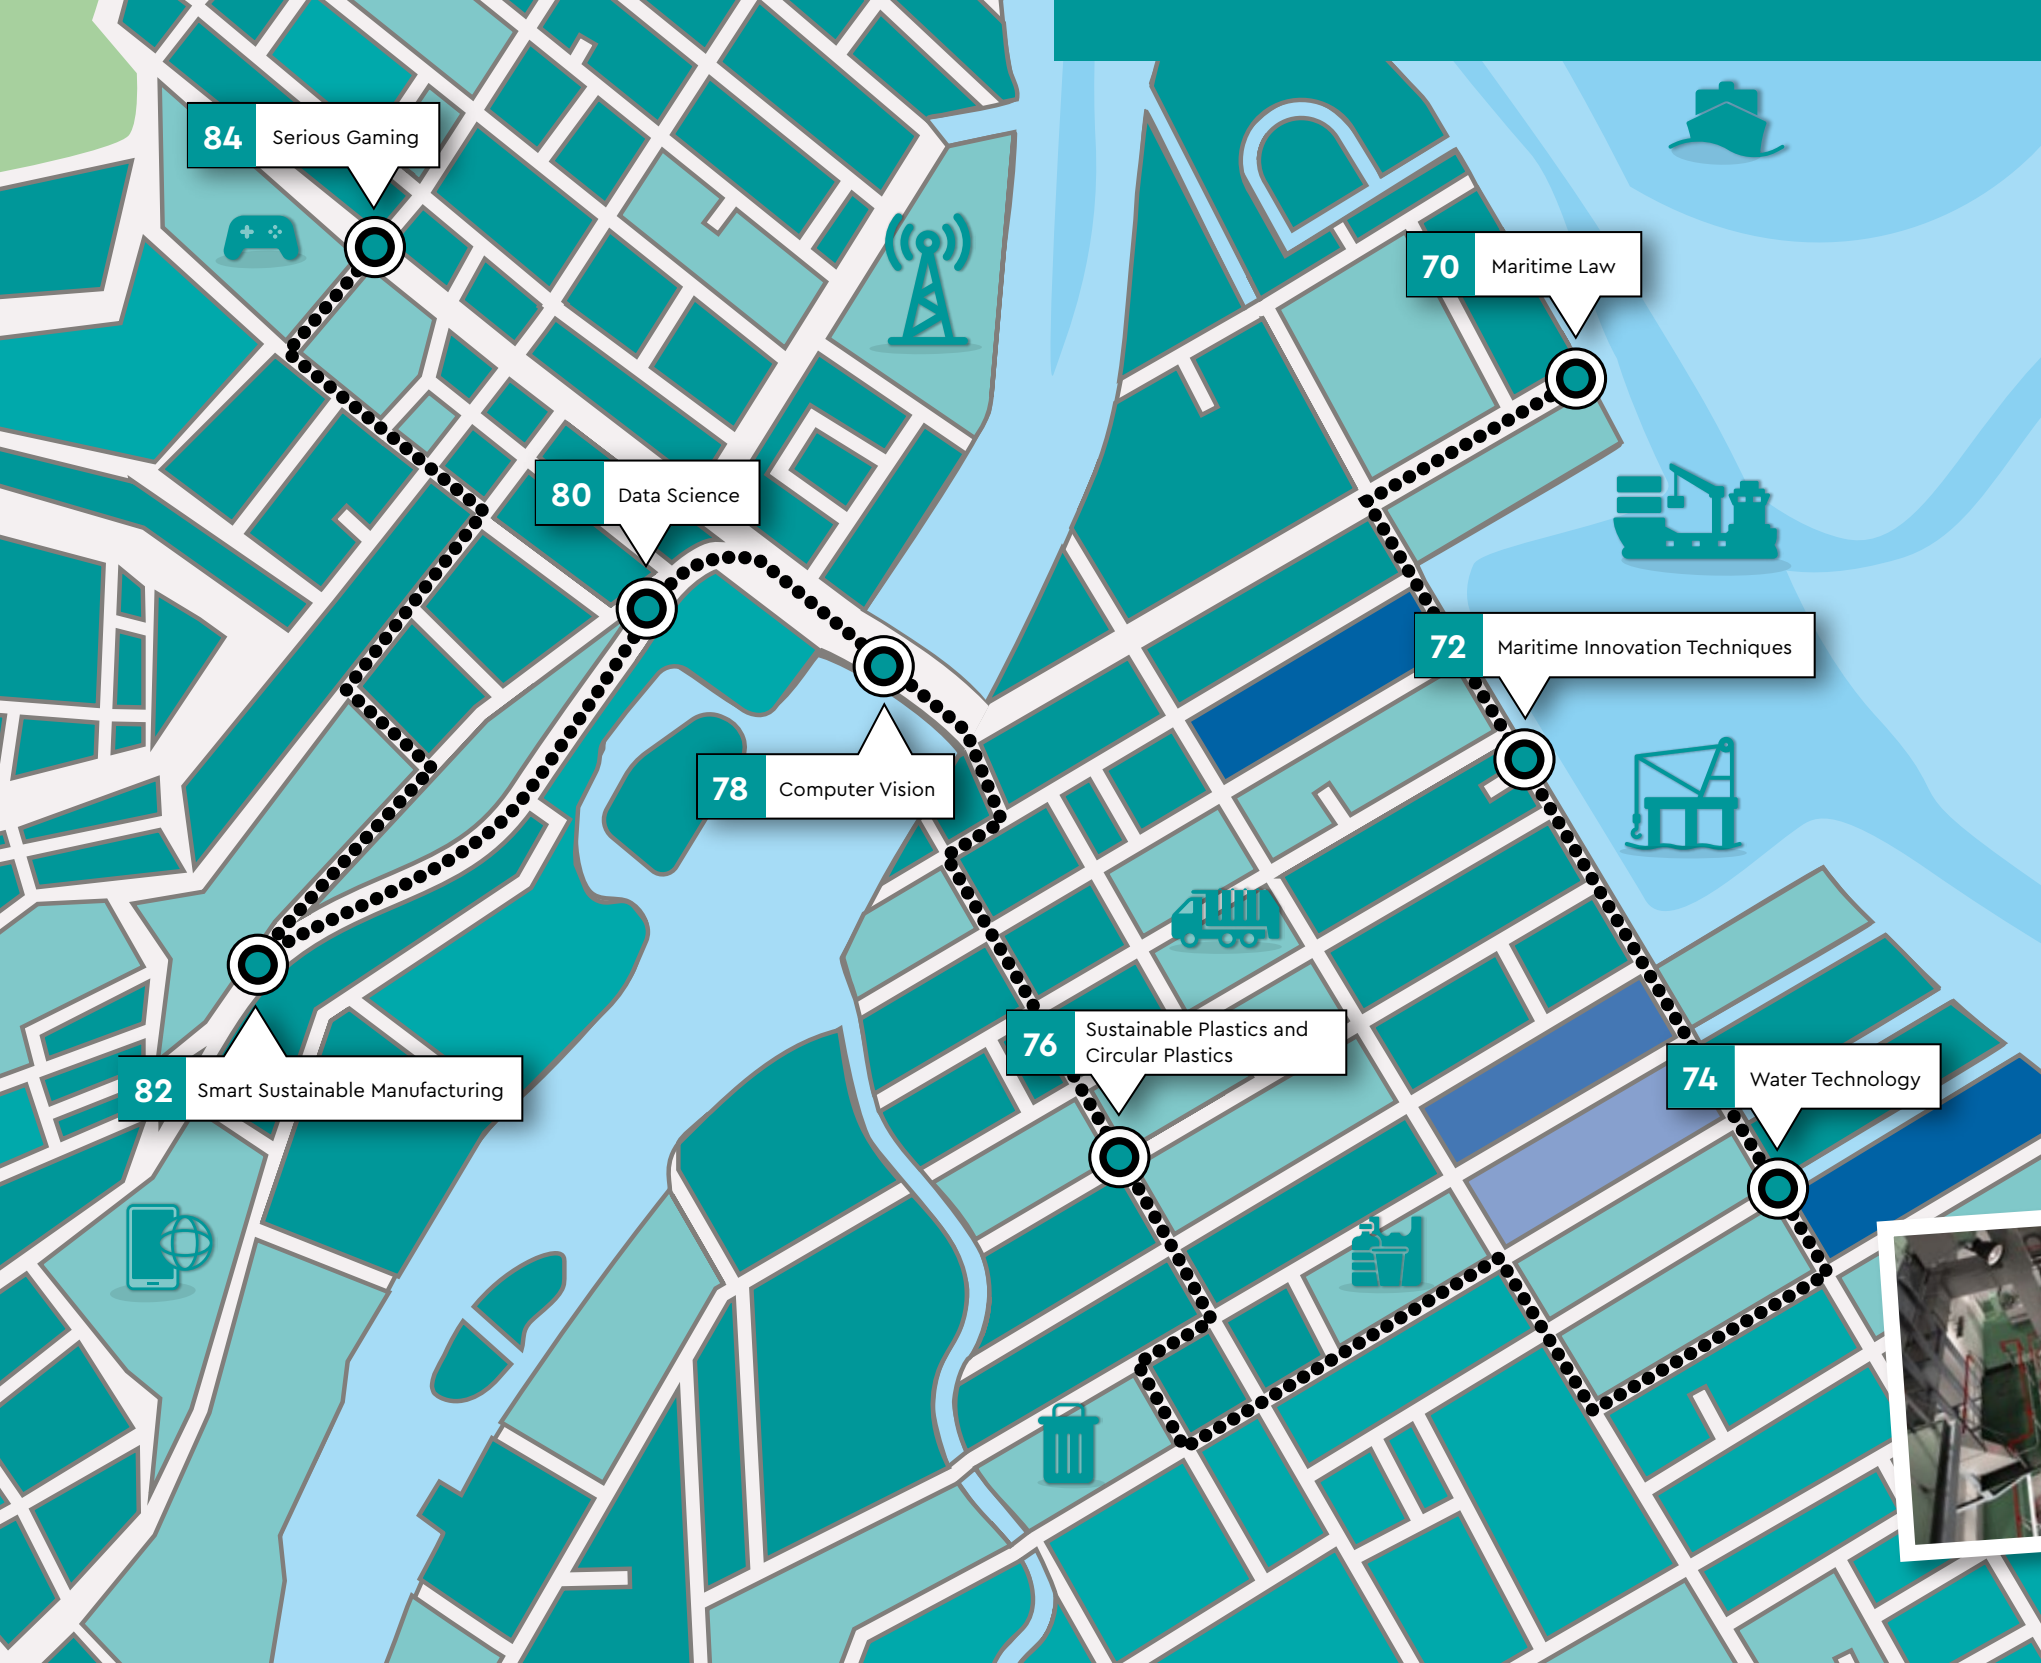 84 Serious Gaming
70 Maritime Law
80 Data Science
72 Maritime Innovation Techniques
78 Computer Vision
76 Sustainable Plastics and
Circular Plastics
74 Water Technology
82 Smart Sustainable Manufacturing